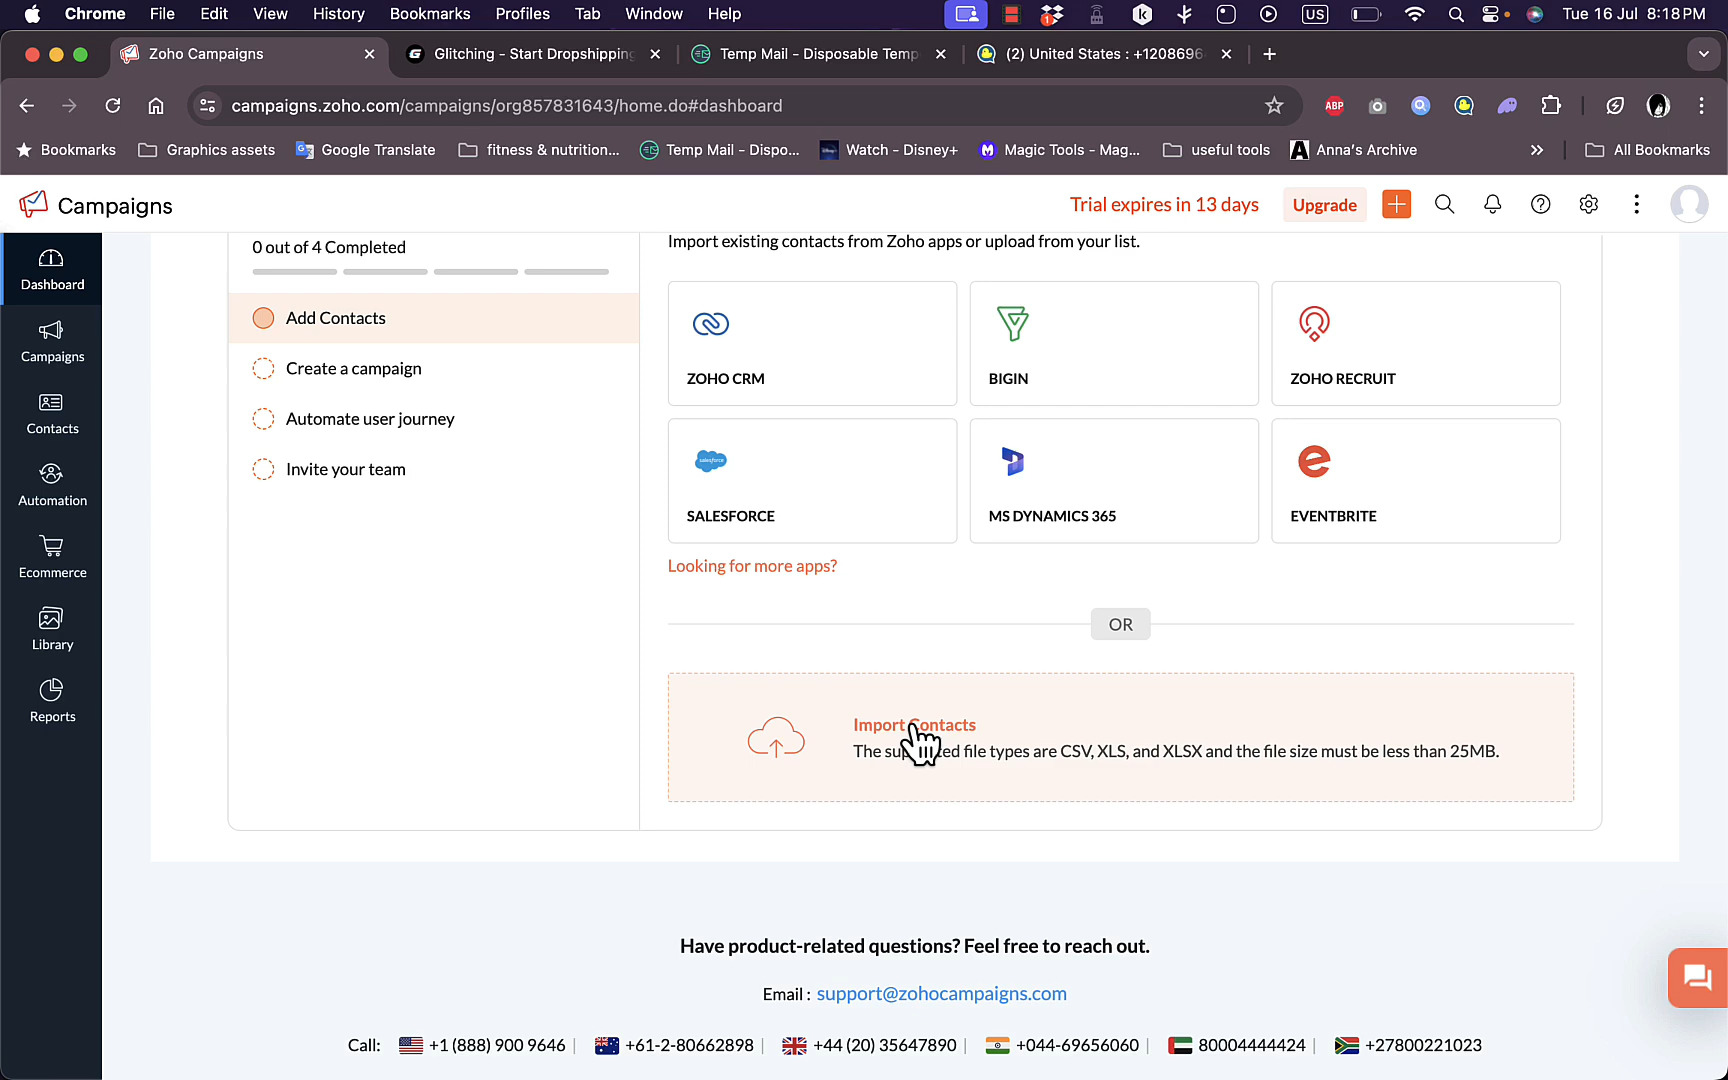 Chrome File Edit View History Bookmarks Profiles Tab Window Help 1 US Tue 16 Jul 8:18 PM
Zoho Campaigns Glitching - Start Dropshipping Temp Mail - Disposable Temp (2) United States : +1208696
campaigns.zoho.com/campaigns/org857831643/home.do#dashboard ABP
Bookmarks Graphics assets Google Translate fitness & nutrition... Temp Mail - Dispo... Watch - Disney+ Magic Tools - Mag... useful tools Anna's Archive » All Bookmarks
Campaigns Trial expires in 13 days Upgrade
Dashboard
Campaigns
Contacts
Automation
Ecommerce
Library
Reports
0 out of 4 Completed
Add Contacts
Create a campaign
Automate user journey
Invite your team
Import existing contacts from Zoho apps or upload from your list.
ZOHO CRM BIGIN ZOHO RECRUIT
salesforce
SALESFORCE MS DYNAMICS 365 EVENTBRITE
Looking for more apps?
OR
Import Contacts
The file types are CSV, XLS, and XLSX and the file size must be less than 25MB.
Have product-related questions? Feel free to reach out.
Email : support@zohocampaigns.com
Call: +1 (888) 900 9646 | +61-2-80662898 | +44 (20) 35647890 | +044-69656060 | 80004444424 | +27800221023